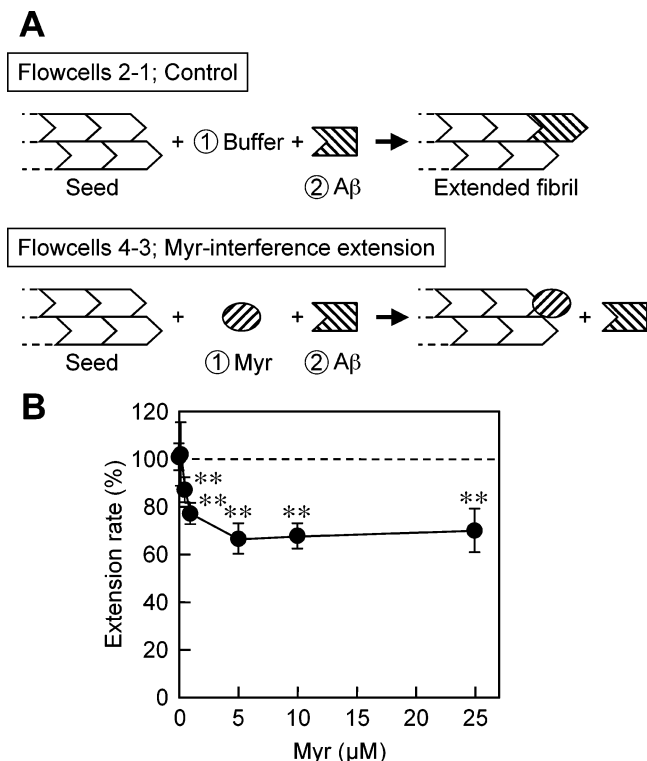 A
Flowcells 2-1; Control
+ ① Buffer +
Seed
② Aβ
Extended fibril
Flowcells 4-3; Myr-interference extension
+ + +
Seed
① Myr
② Aβ
B
120
100
80
60
40
20
0
Extension rate (%)
**
**
**
**
**
0 5 10 15 20 25
Myr (μM)